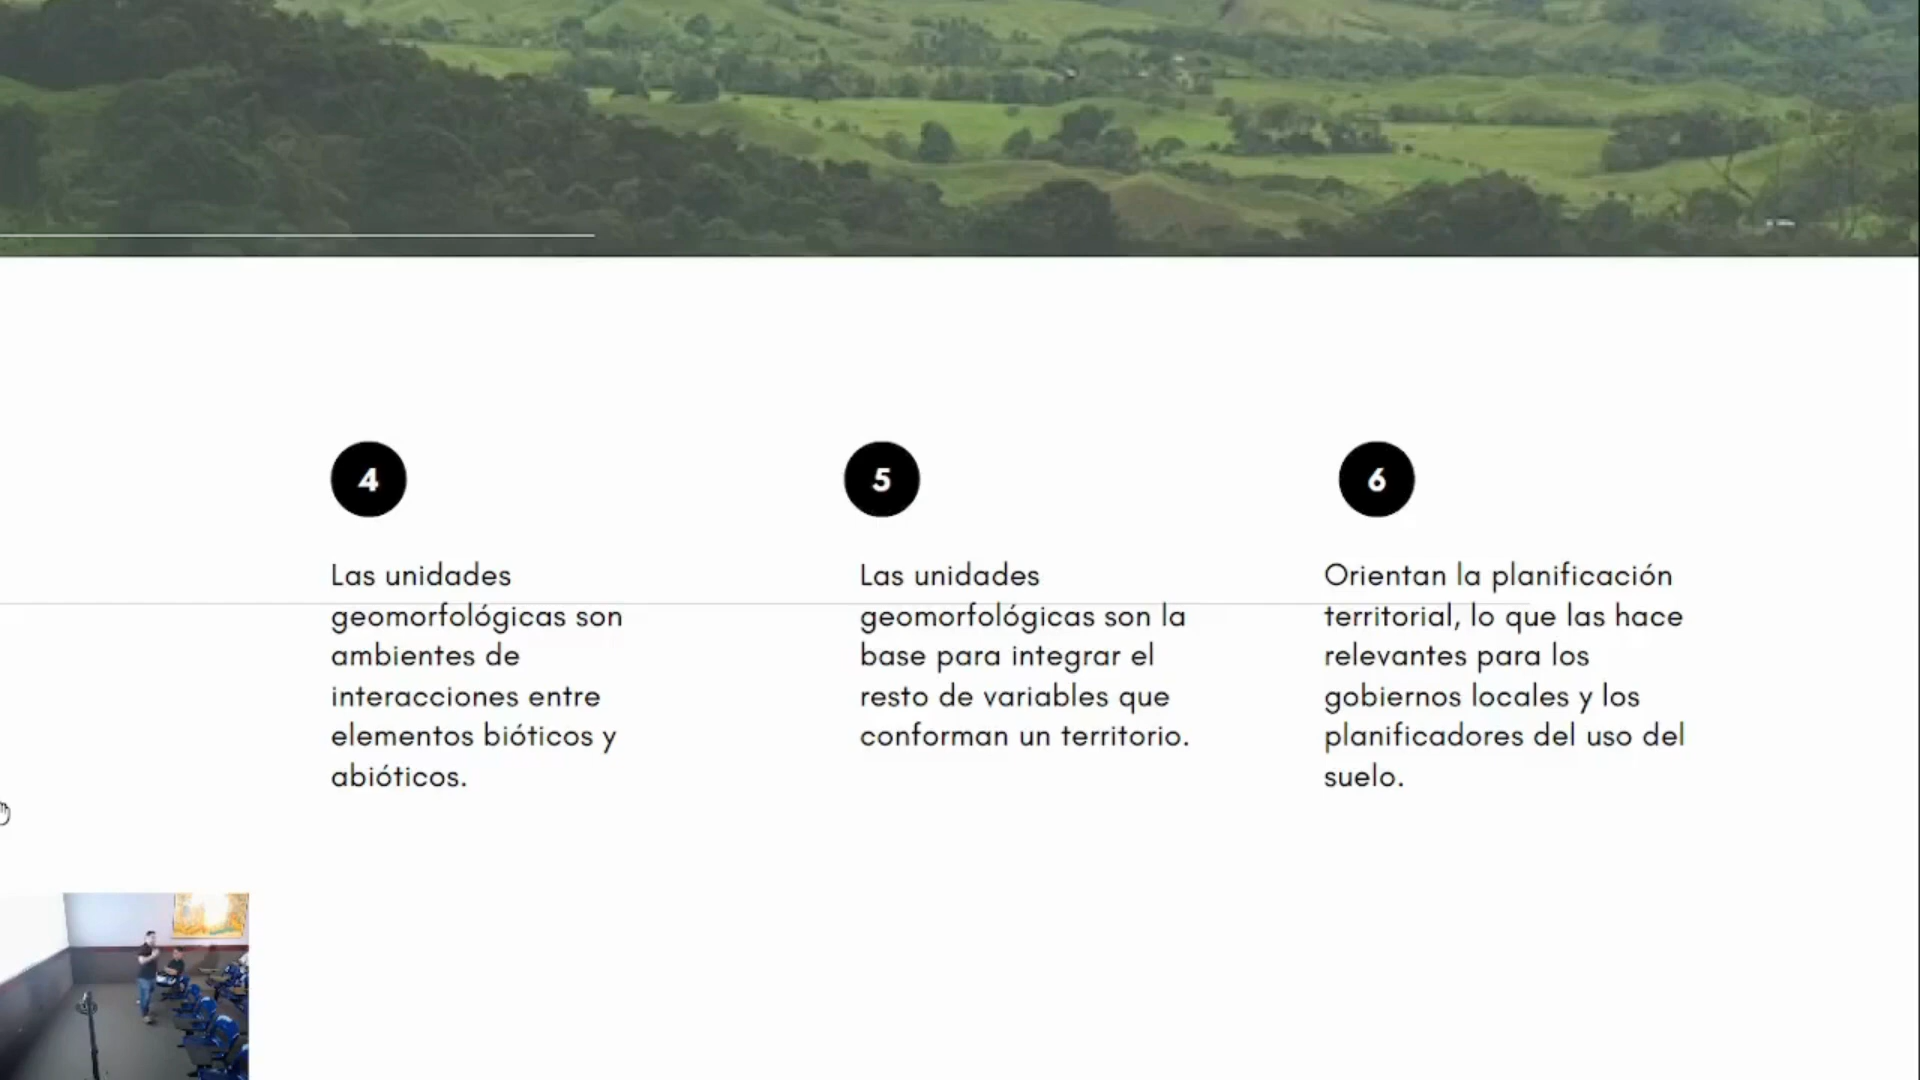 4
Las unidades
geomorfológicas son
ambientes de
interacciones entre
elementos bióticos y
abióticos.
5
Las unidades
geomorfológicas son la
base para integrar el
resto de variables que
conforman un territorio.
6
Orientan la planificación
territorial, lo que las hace
relevantes para los
gobiernos locales y los
planificadores del uso del
suelo.